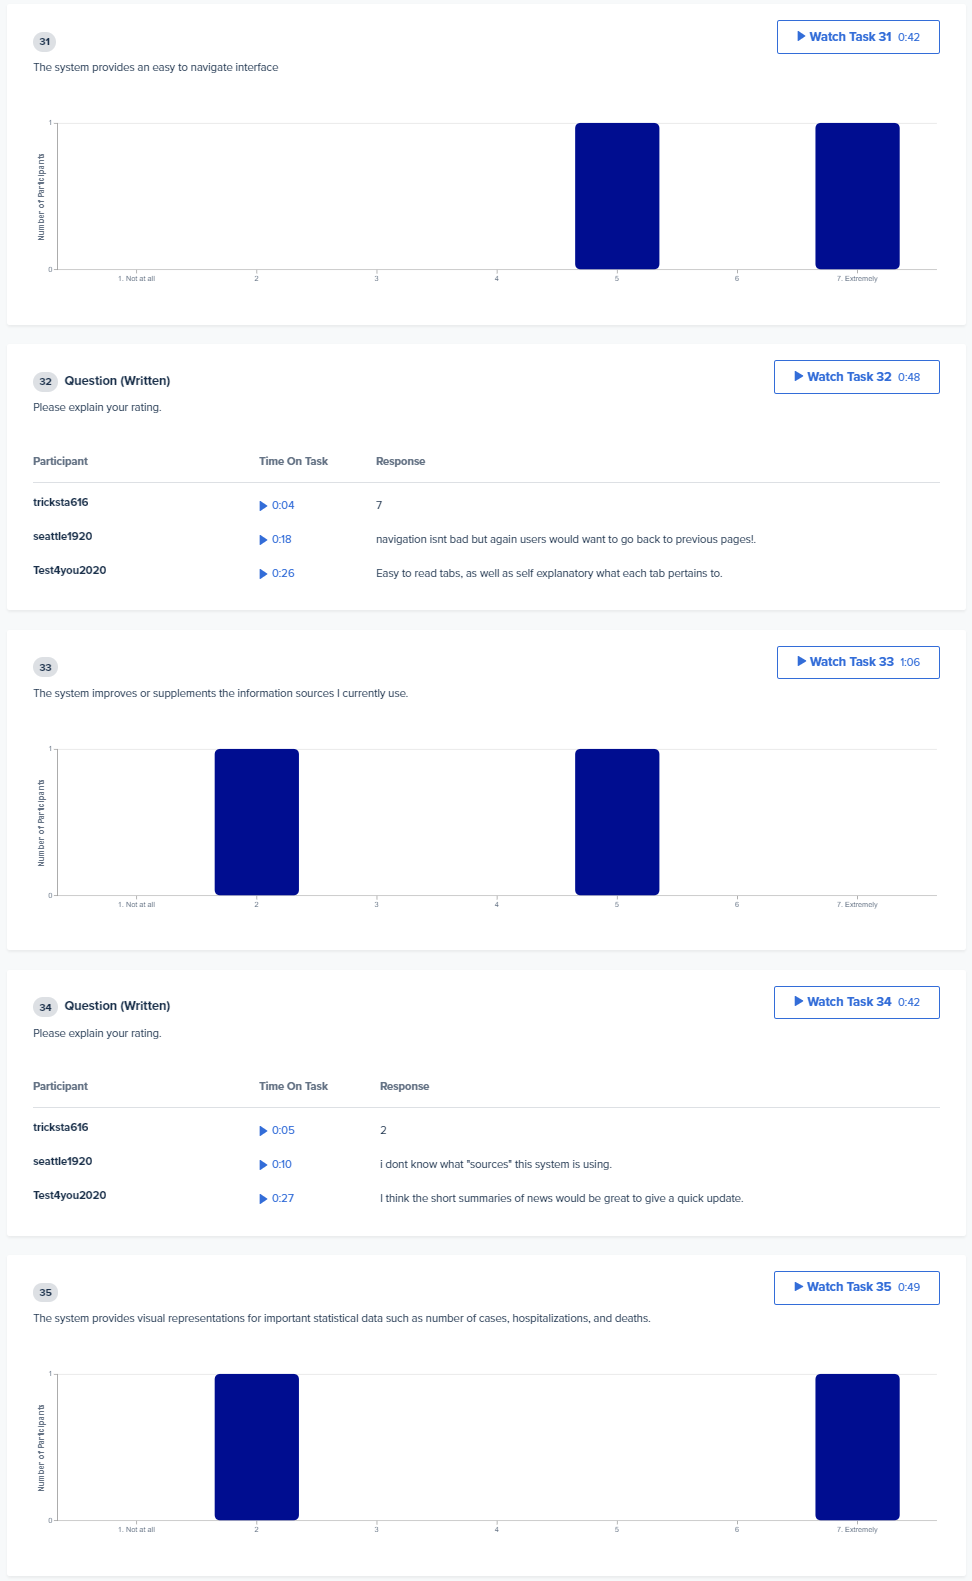 31
Watch Task 31 0:42
The system provides an easy to navigate interface
1
Number of Participants
0
1. Not at all 2 3 4 5 6 7. Extremely
32 Question (Written)
Watch Task 32 0:48
Please explain your rating.
Participant Time On Task Response
tricksta616 0:04 7
seattle1920 0:18 navigation isnt bad but again users would want to go back to previous pages!.
Test4you2020 0:26 Easy to read tabs, as well as self explanatory what each tab pertains to.
33
Watch Task 33 1:06
The system improves or supplements the information sources I currently use.
1
Number of Participants
0
1. Not at all 2 3 4 5 6 7. Extremely
34 Question (Written)
Watch Task 34 0:42
Please explain your rating.
Participant Time On Task Response
tricksta616 0:05 2
seattle1920 0:10 i dont know what "sources" this system is using.
Test4you2020 0:27 I think the short summaries of news would be great to give a quick update.
35
Watch Task 35 0:49
The system provides visual representations for important statistical data such as number of cases, hospitalizations, and deaths.
1
Number of Participants
0
1. Not at all 2 3 4 5 6 7. Extremely